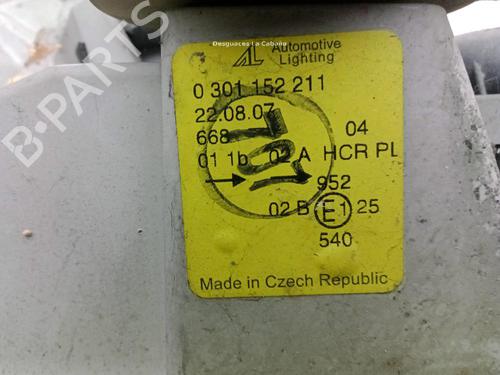 Desguaces La Cabaña
AL Automotive
Lighting
0 301 152 211
22.08.07
668 04
01 1b 02 A HCR PL
952
02 B E1 25
540
Made in Czech Republic
B-PARTS